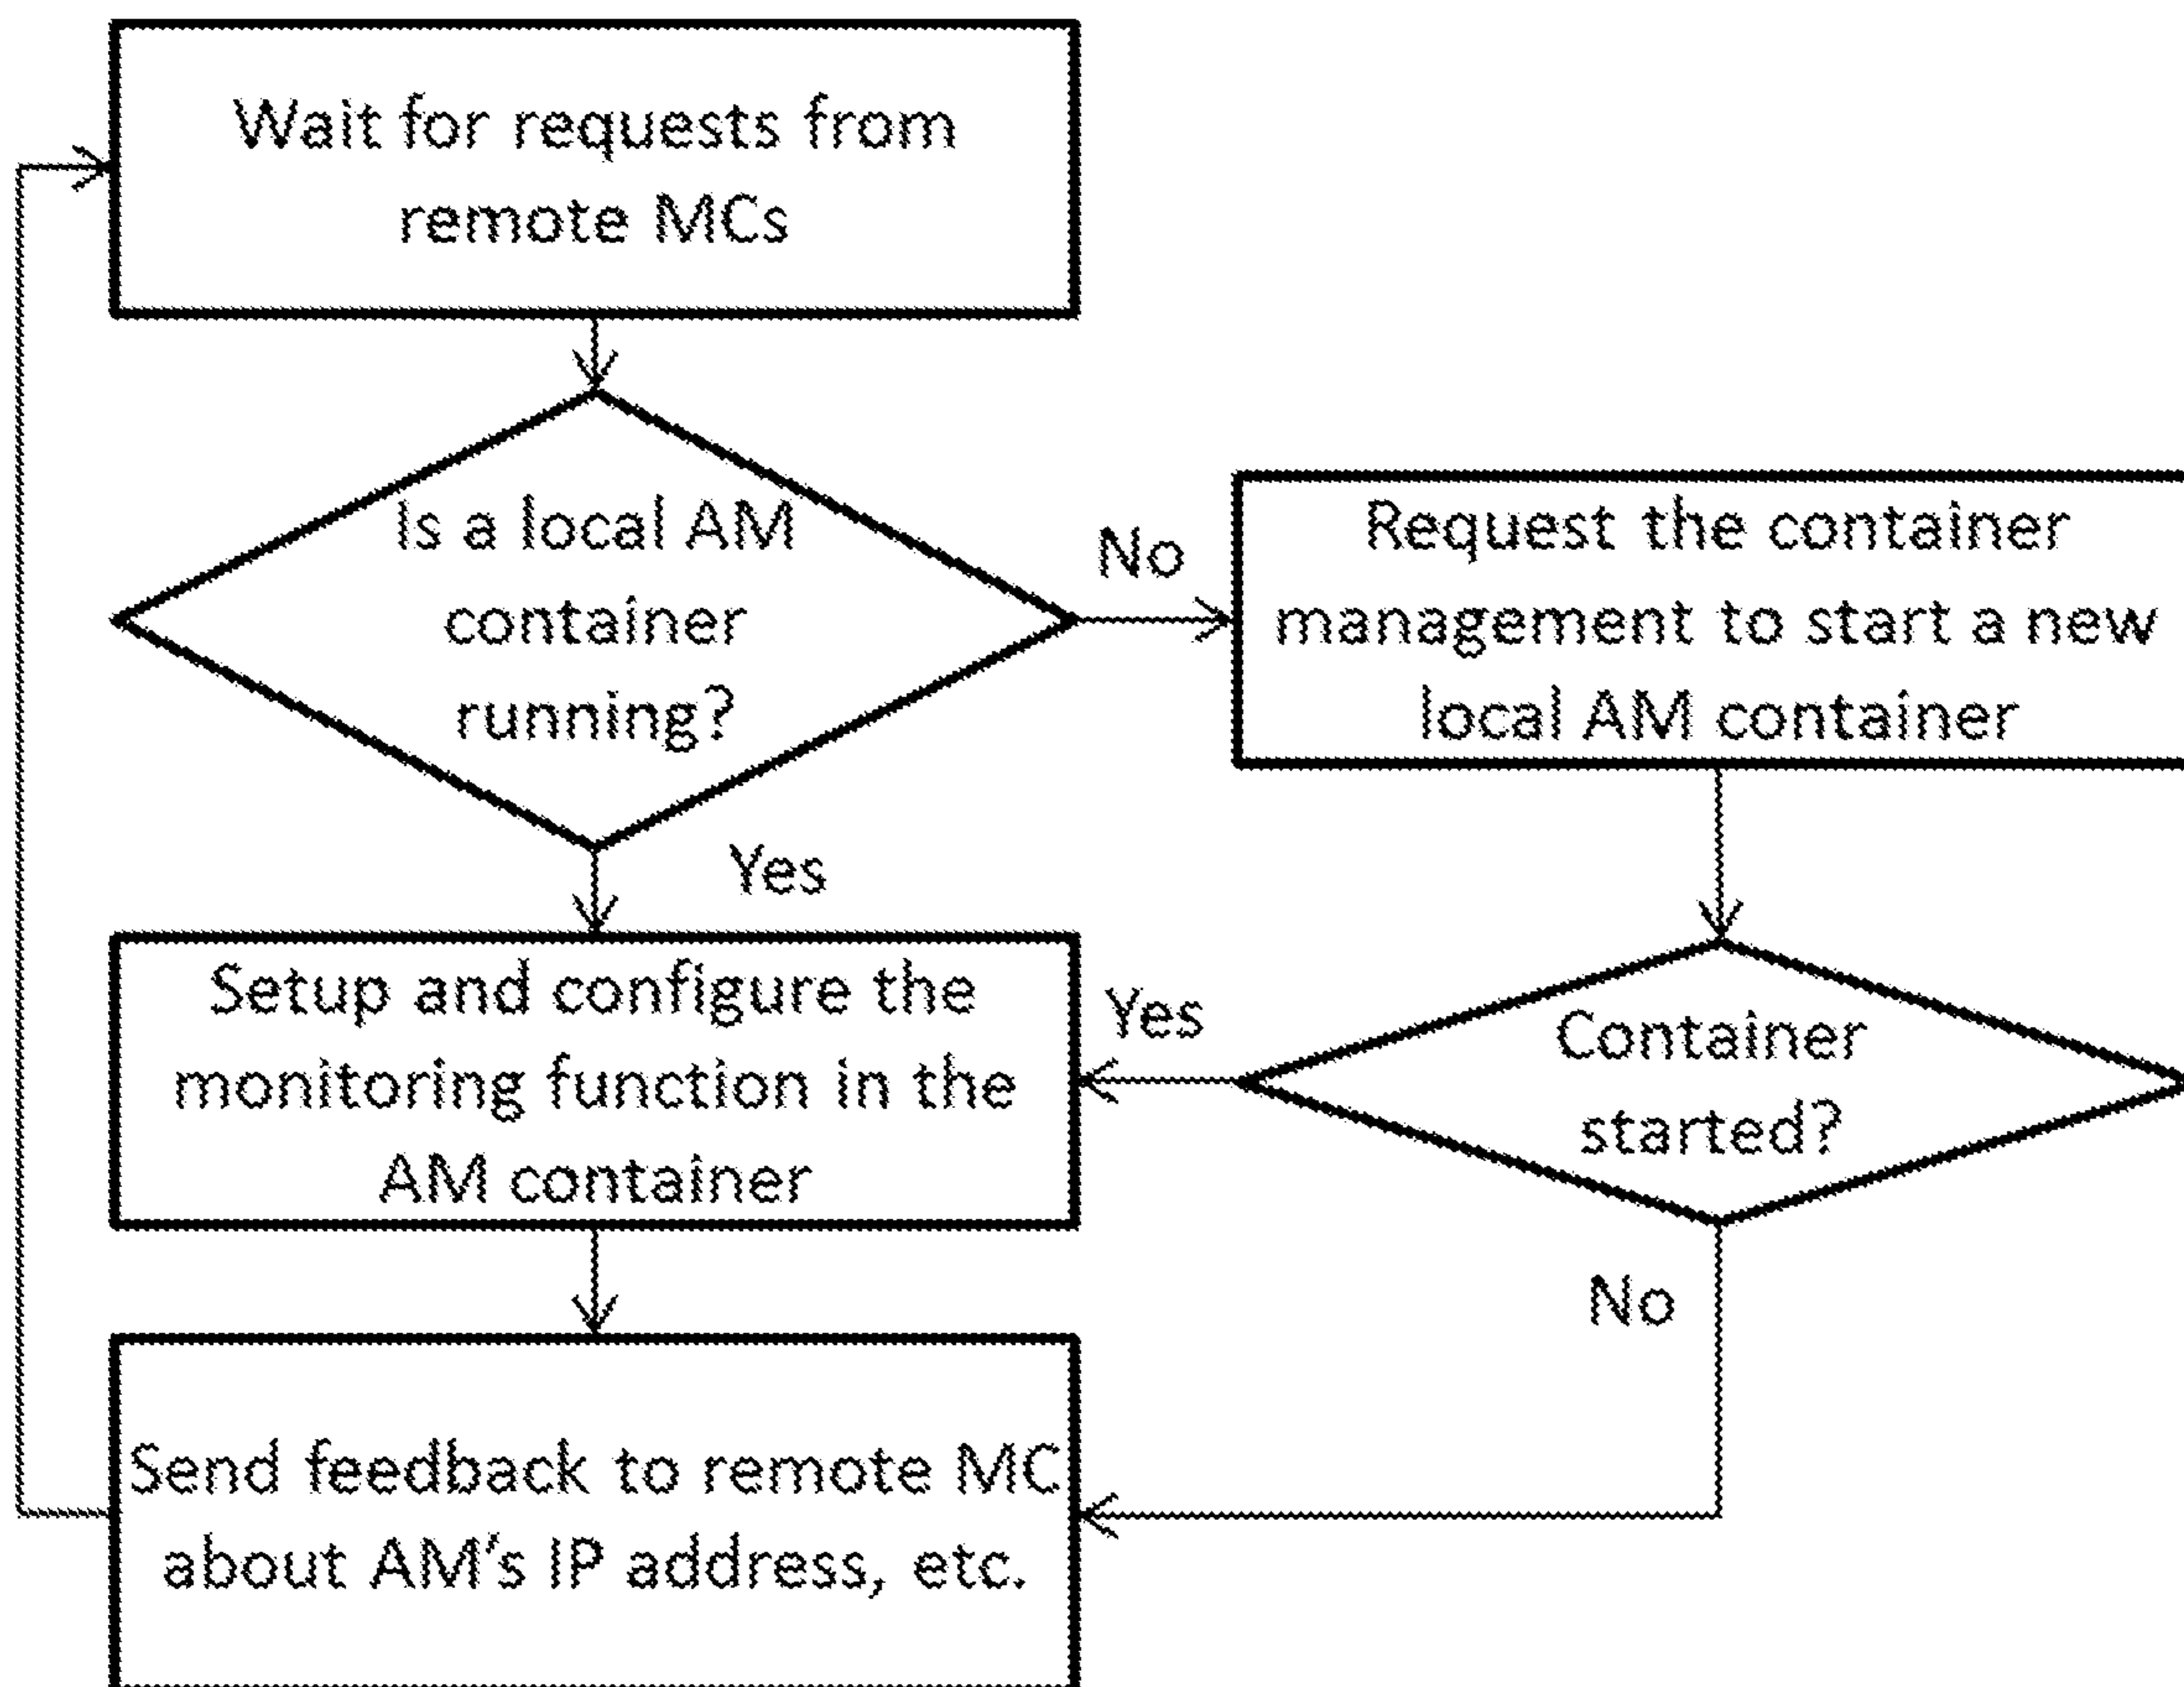 Wait for requests from
remote MCs
Is a local AM
container
running?
No
Request the container
management to start a new
local AM container
Yes
Setup and configure the
monitoring function in the
AM container
Yes
Container
started?
No
Send feedback to remote MC
about AM's IP address, etc.